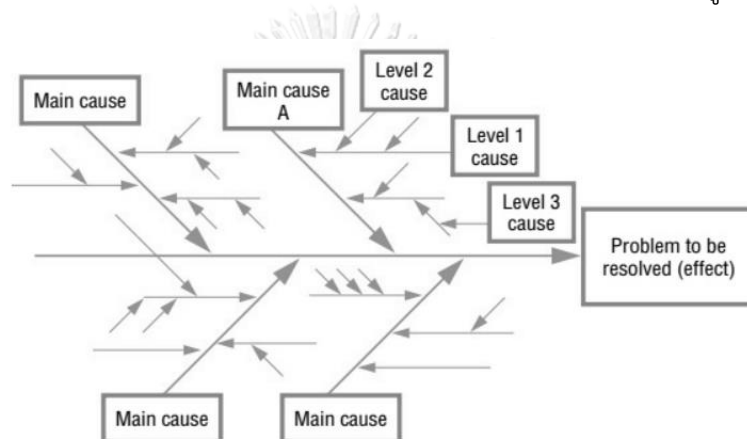 Main cause
Main cause
A
Level 2
cause
Level 1
cause
Level 3
cause
Problem to be
resolved (effect)
Main cause
Main cause